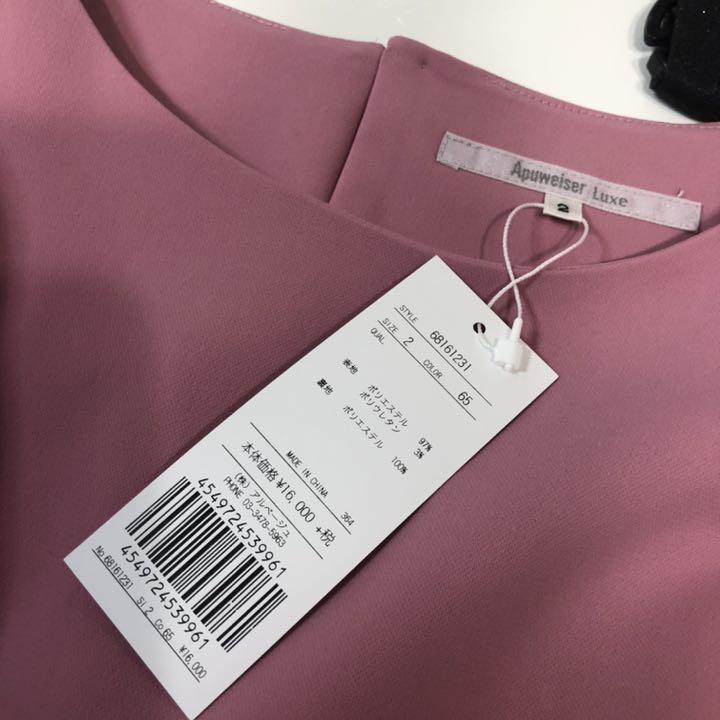 Apuweiser Luxe
2
STYLE 68161231
SIZE 2 COLOR 65
QUAL
表地 ポリエステル 97%
ポリウレタン 3%
裏地 ポリエステル 100%
MADE IN CHINA 364
本体価格 ¥16,000 +税
(株) アルページュ
PHONE 03-3478-5963
4549724539961
4549724539961
No.68161231 Si.2 Co 65 ¥16,000